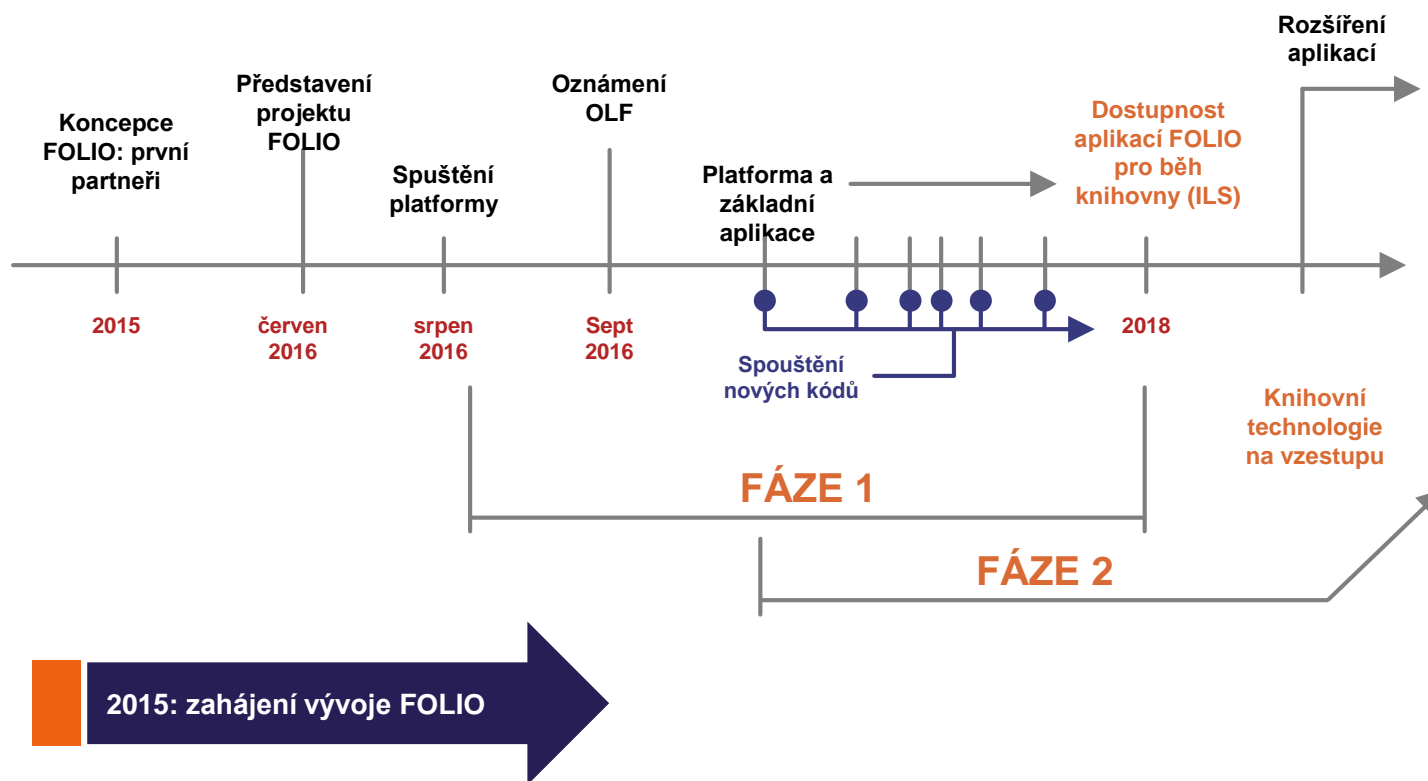 Koncepce
FOLIO: první
partneři
Představení
projektu
FOLIO
Spuštění
platformy
Oznámení
OLF
Platforma a
základní
aplikace
Dostupnost
aplikací FOLIO
pro běh
knihovny (ILS)
Rozšíření
aplikací
2015
červen
2016
srpen
2016
Sept
2016
2018
Spouštění
nových kódů
Knihovní
technologie
na vzestupu
FÁZE 1
FÁZE 2
2015: zahájení vývoje FOLIO